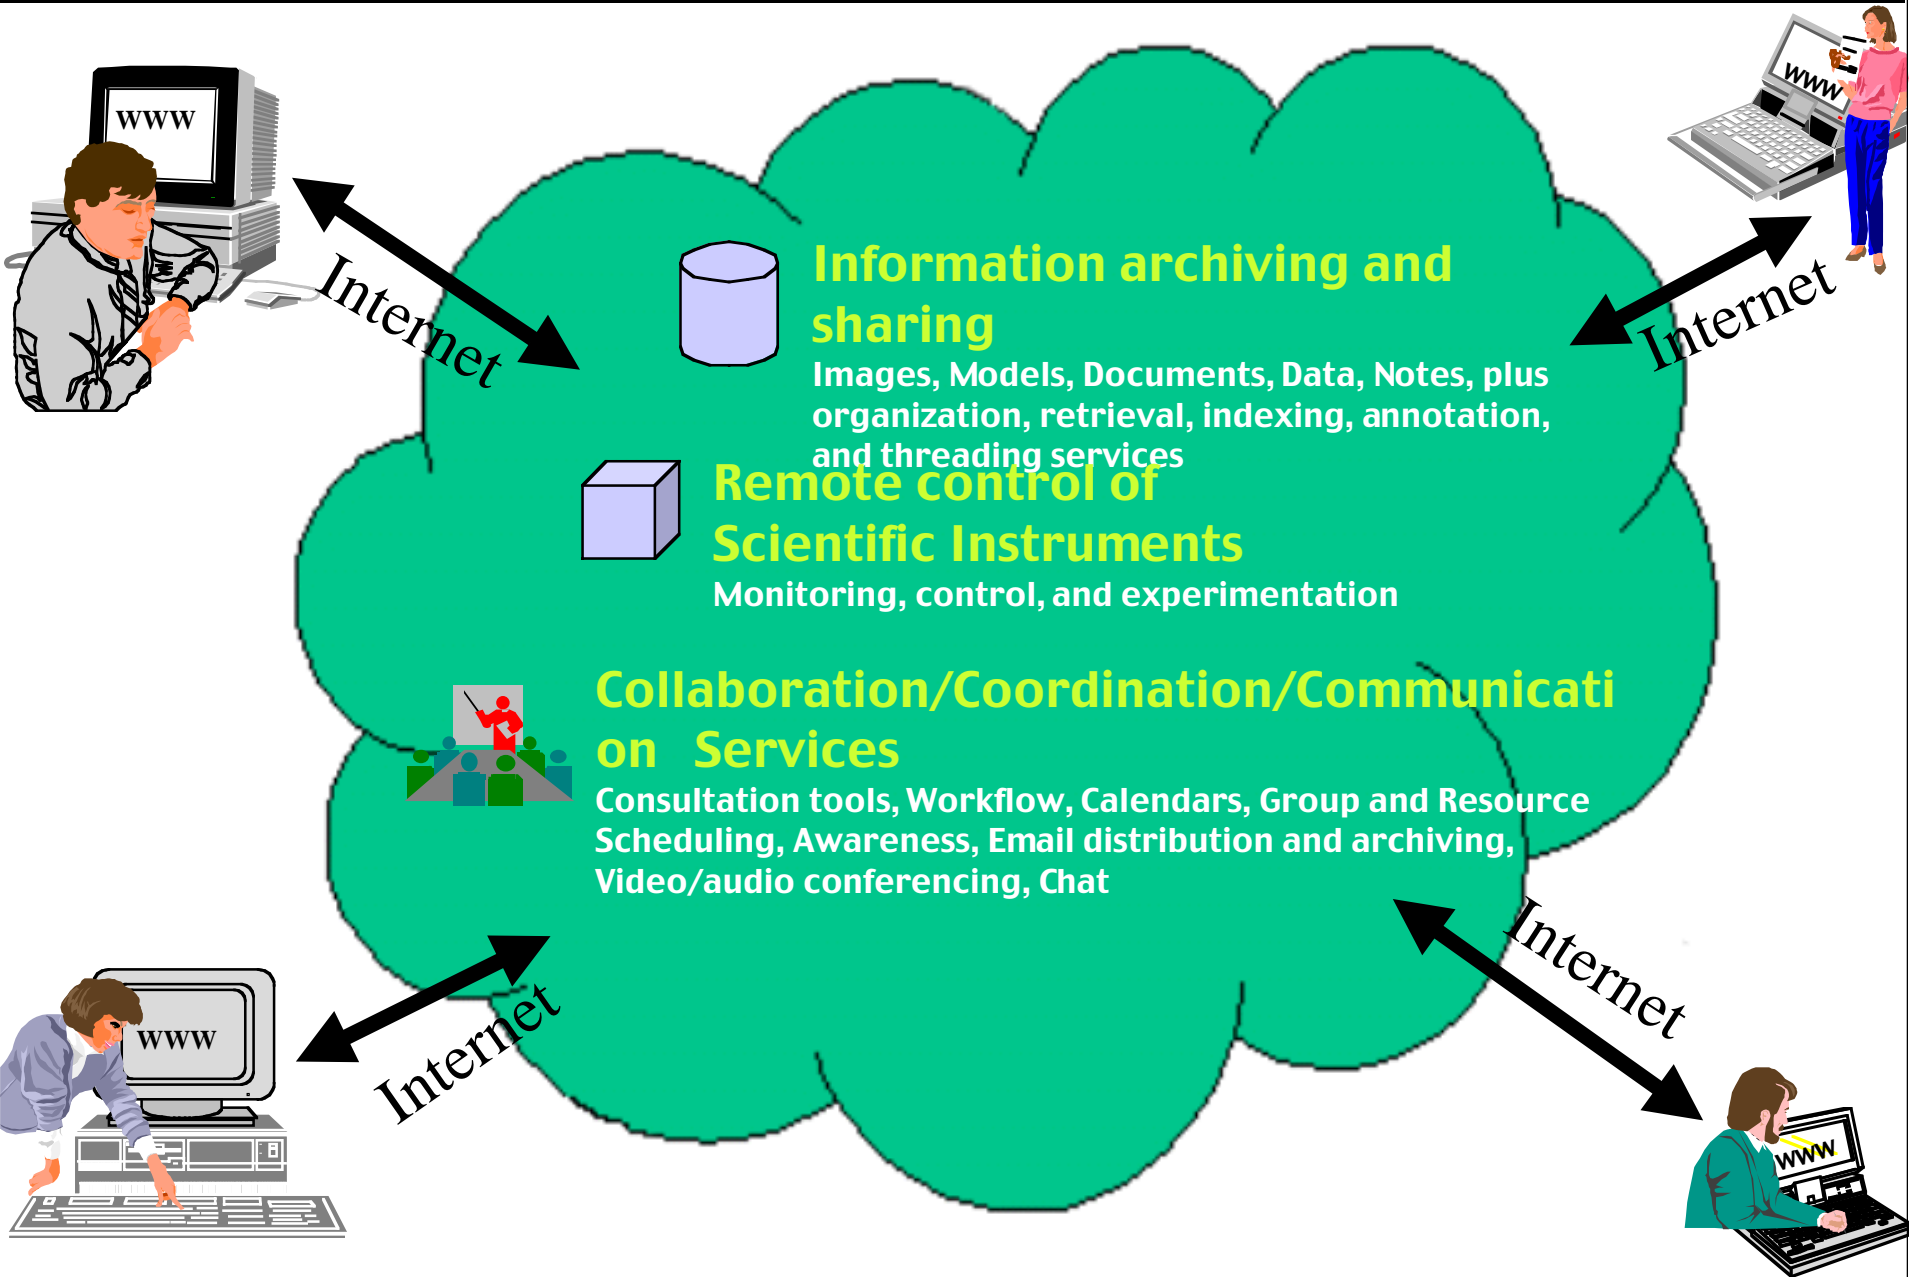 WWW
WWW
Internet
Internet
Information archiving and
sharing
Images, Models, Documents, Data, Notes, plus
organization, retrieval, indexing, annotation,
and threading services
Remote control of
Scientific Instruments
Monitoring, control, and experimentation
Collaboration/Coordination/Communicati
on Services
Consultation tools, Workflow, Calendars, Group and Resource
Scheduling, Awareness, Email distribution and archiving,
Video/audio conferencing, Chat
Internet
Internet
WWW
WWW